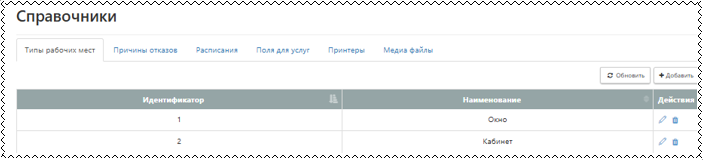 Справочники
Типы рабочих мест Причины отказов Расписания Поля для услуг Принтеры Медиа файлы
Обновить Добавить
Идентификатор Наименование Действия
1 Окно
2 Кабинет